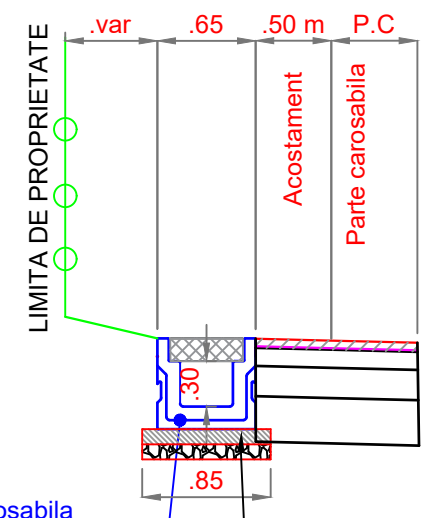 .var
.65
.50 m
P.C
LIMITA DE PROPRIETATE
Acostament
Parte carosabila
.30
.85
osabila